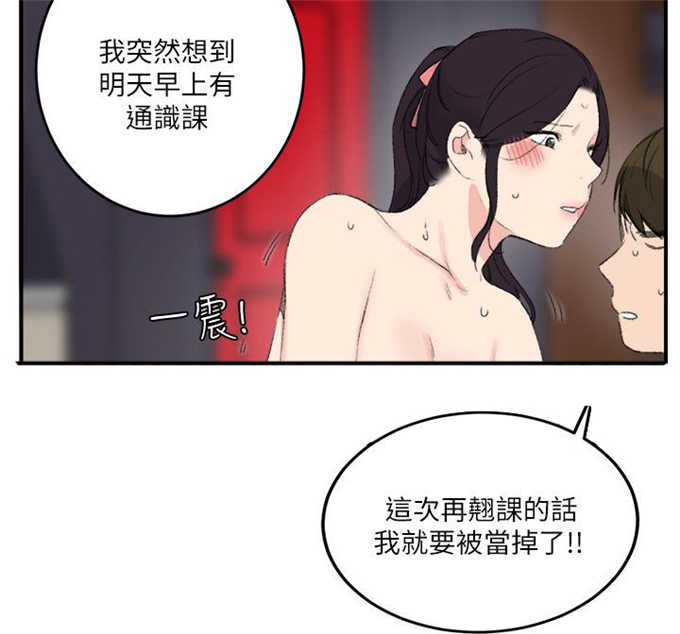 我突然想到
明天早上有
通識課
一震!
這次再翹課的話
我就要被當掉了!!